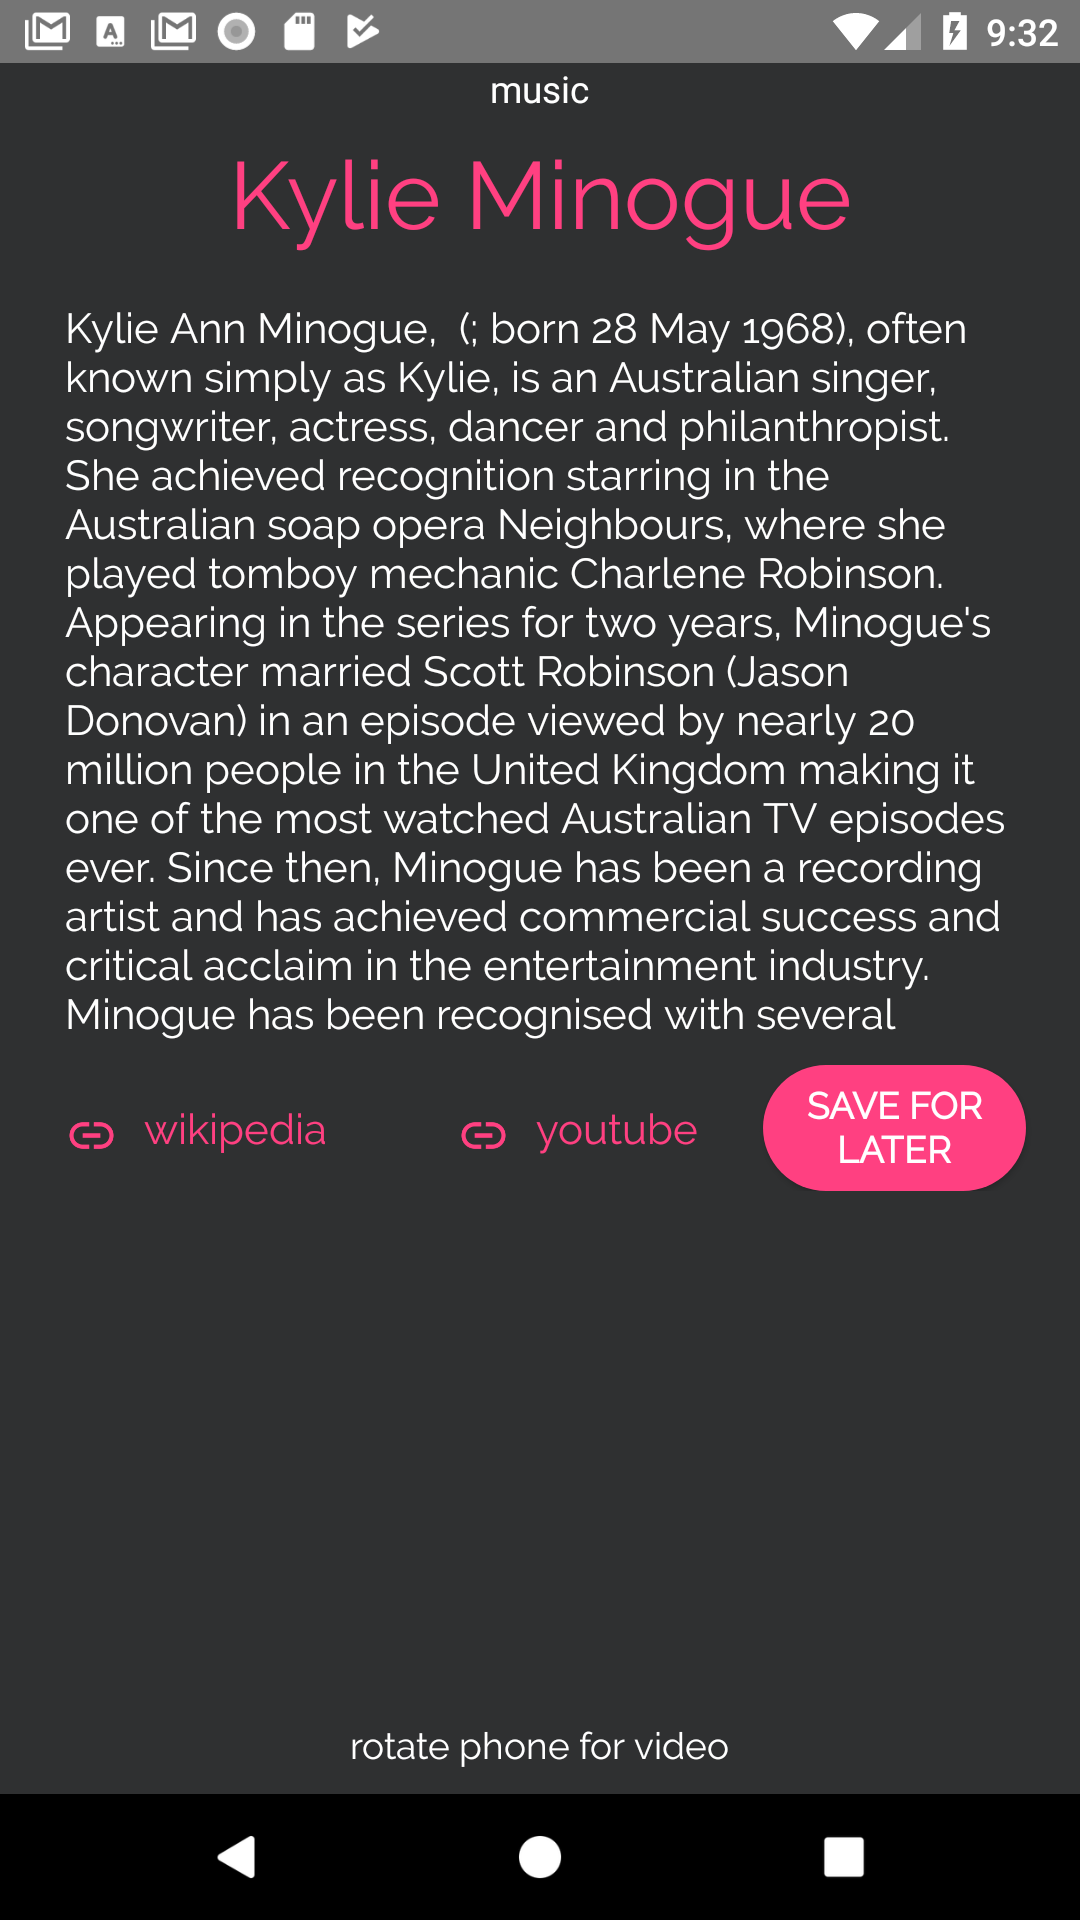 9:32
music
Kylie Minogue
Kylie Ann Minogue,  (; born 28 May 1968), often
known simply as Kylie, is an Australian singer,
songwriter, actress, dancer and philanthropist.
She achieved recognition starring in the
Australian soap opera Neighbours, where she
played tomboy mechanic Charlene Robinson.
Appearing in the series for two years, Minogue's
character married Scott Robinson (Jason
Donovan) in an episode viewed by nearly 20
million people in the United Kingdom making it
one of the most watched Australian TV episodes
ever. Since then, Minogue has been a recording
artist and has achieved commercial success and
critical acclaim in the entertainment industry.
Minogue has been recognised with several
wikipedia
youtube
SAVE FOR
LATER
rotate phone for video